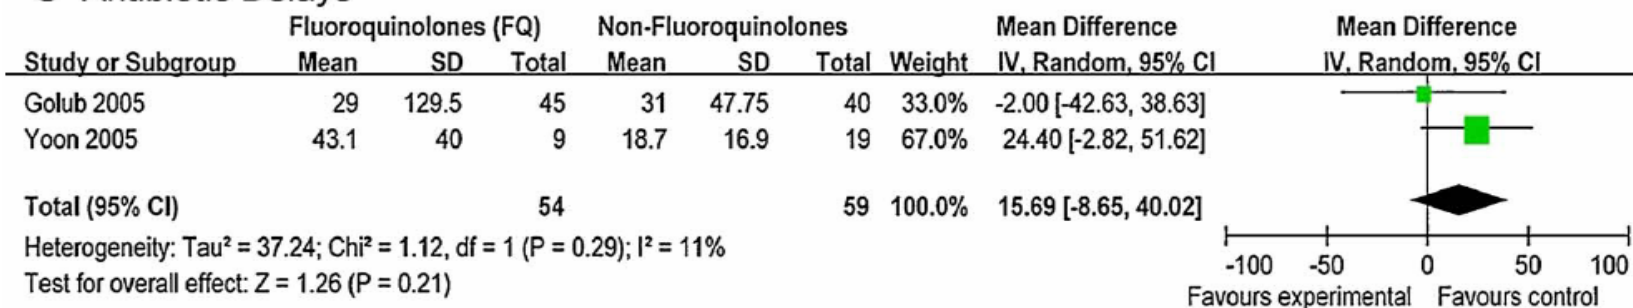 Fluoroquinolones (FQ) Non-Fluoroquinolones Mean Difference Mean Difference
Study or Subgroup Mean SD Total Mean SD Total Weight IV, Random, 95% CI IV, Random, 95% CI
Golub 2005 29 129.5 45 31 47.75 40 33.0% -2.00 [-42.63, 38.63]
Yoon 2005 43.1 40 9 18.7 16.9 19 67.0% 24.40 [-2.82, 51.62]
Total (95% CI) 54 59 100.0% 15.69 [-8.65, 40.02]
Heterogeneity: Tau² = 37.24; Chi² = 1.12, df = 1 (P = 0.29); I² = 11%
Test for overall effect: Z = 1.26 (P = 0.21)
-100 -50 0 50 100
Favours experimental Favours control